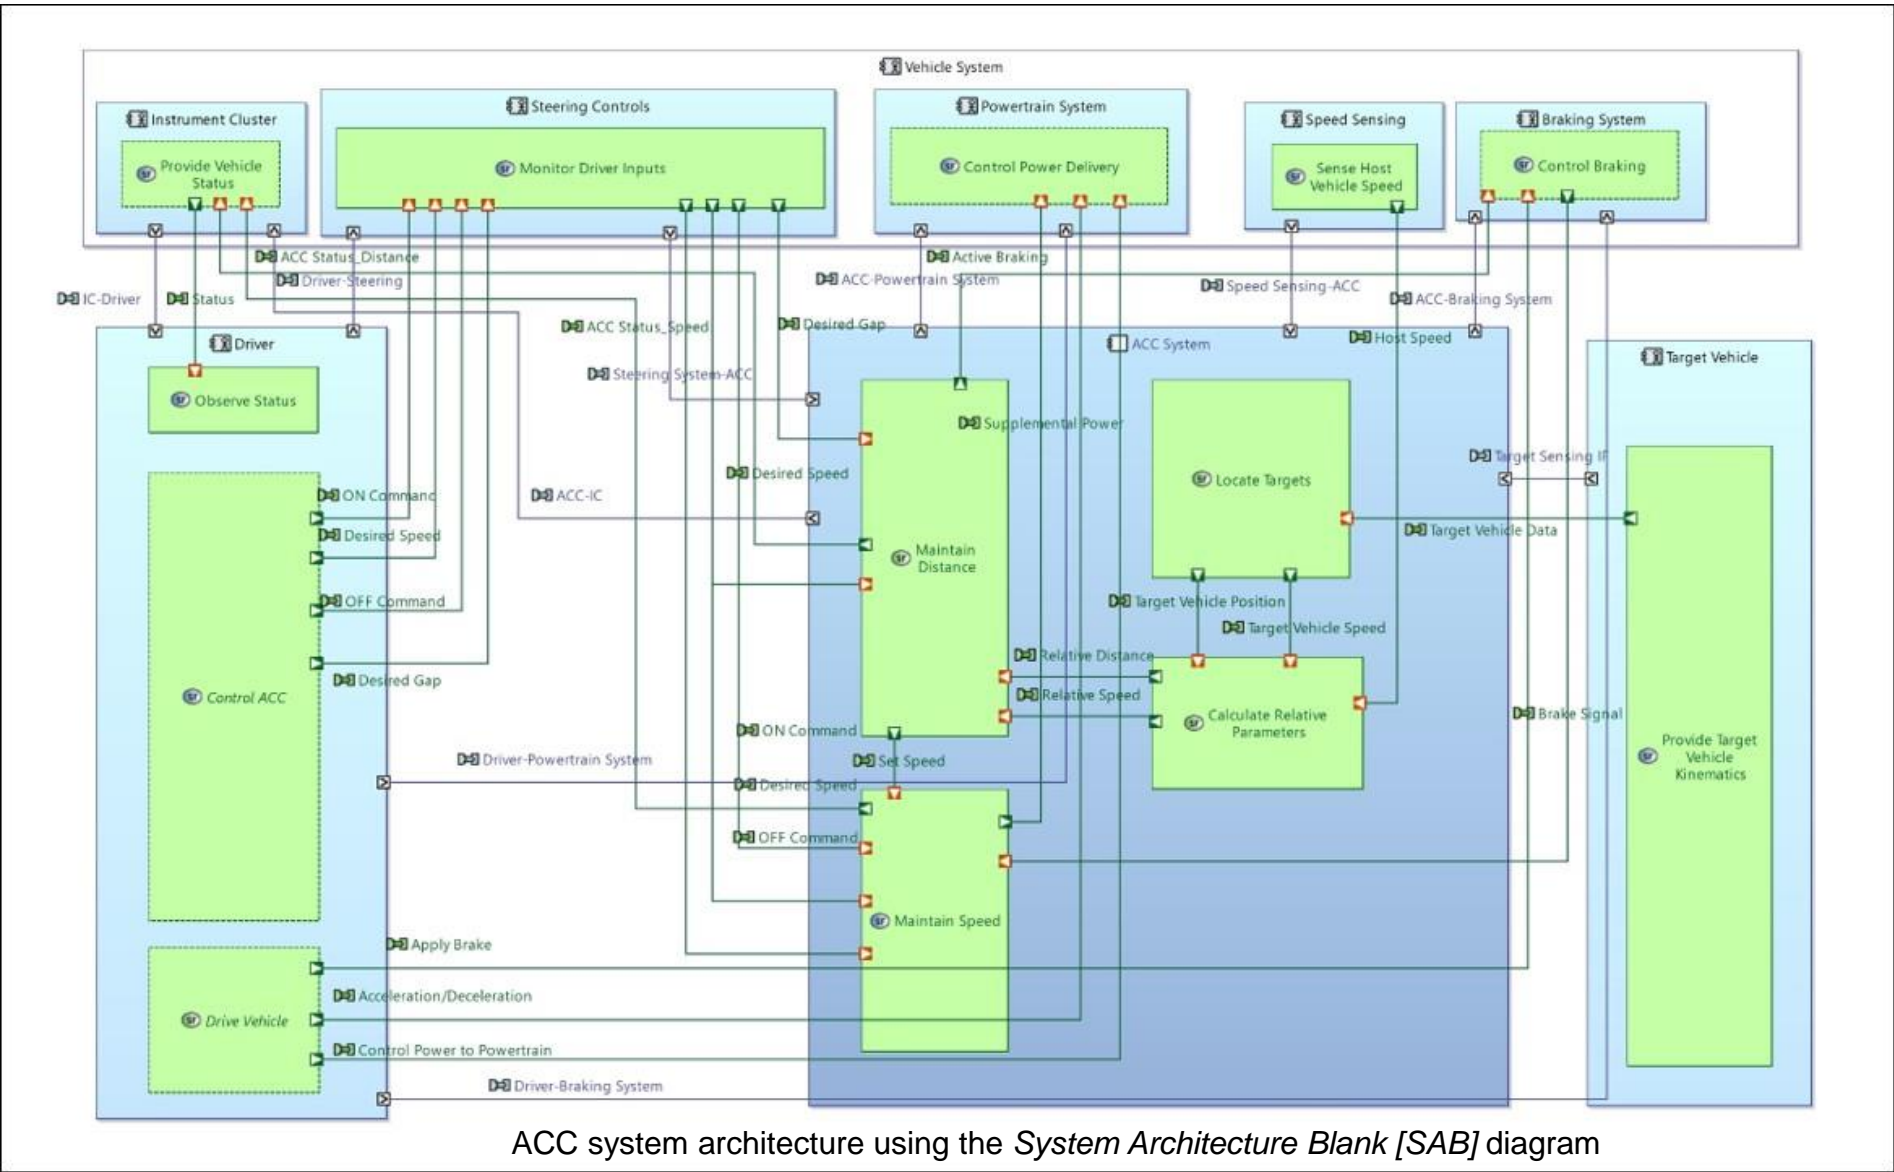 Vehicle System
Instrument Cluster
Steering Controls
Powertrain System
Speed Sensing
Braking System
Provide Vehicle
Status
Monitor Driver Inputs
Control Power Delivery
Sense Host
Vehicle Speed
Control Braking
ACC Status_Distance
Active Braking
Driver-Steering
ACC-Powertrain System
Speed Sensing-ACC
IC-Driver
Status
ACC-Braking System
ACC Status_Speed
Desired Gap
Host Speed
Driver
ACC System
Target Vehicle
Steering System-ACC
Observe Status
Supplemental Power
Target Sensing IF
Desired Speed
Locate Targets
ON Command
ACC-IC
Desired Speed
Target Vehicle Data
Maintain
Distance
OFF Command
Target Vehicle Position
Target Vehicle Speed
Relative Distance
Desired Gap
Relative Speed
Control ACC
Calculate Relative
Parameters
Brake Signal
ON Command
Provide Target
Vehicle
Kinematics
Driver-Powertrain System
Set Speed
Desired Speed
OFF Command
Maintain Speed
Apply Brake
Acceleration/Deceleration
Drive Vehicle
Control Power to Powertrain
Driver-Braking System
ACC system architecture using the System Architecture Blank [SAB] diagram